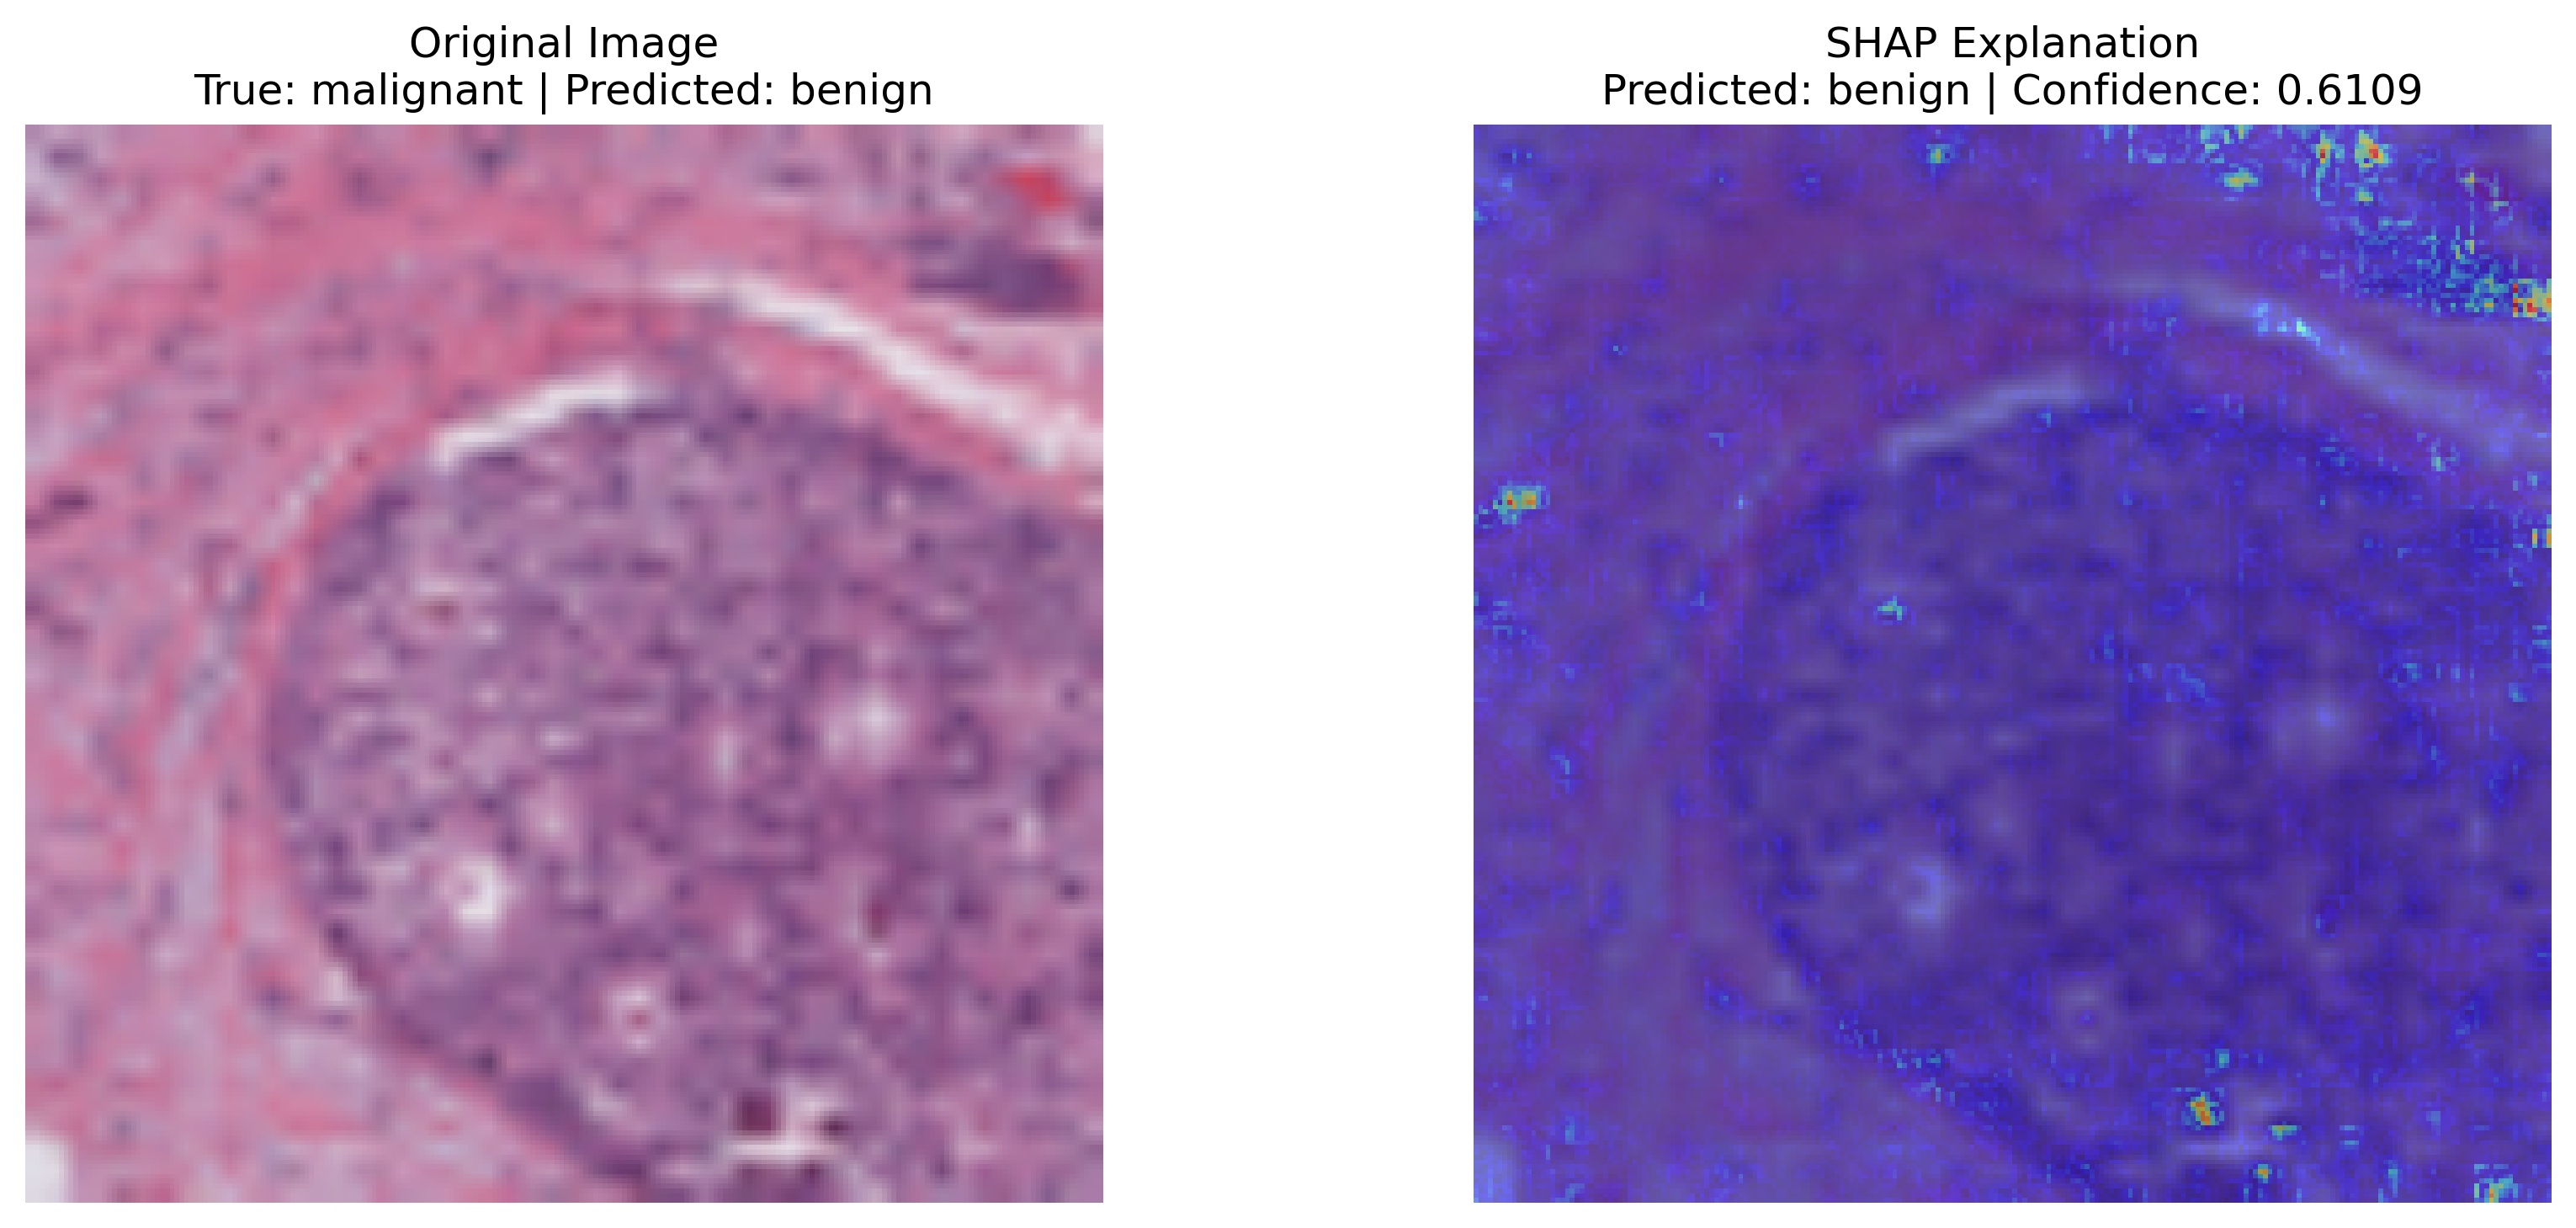 Original Image
True: malignant | Predicted: benign
SHAP Explanation
Predicted: benign | Confidence: 0.6109